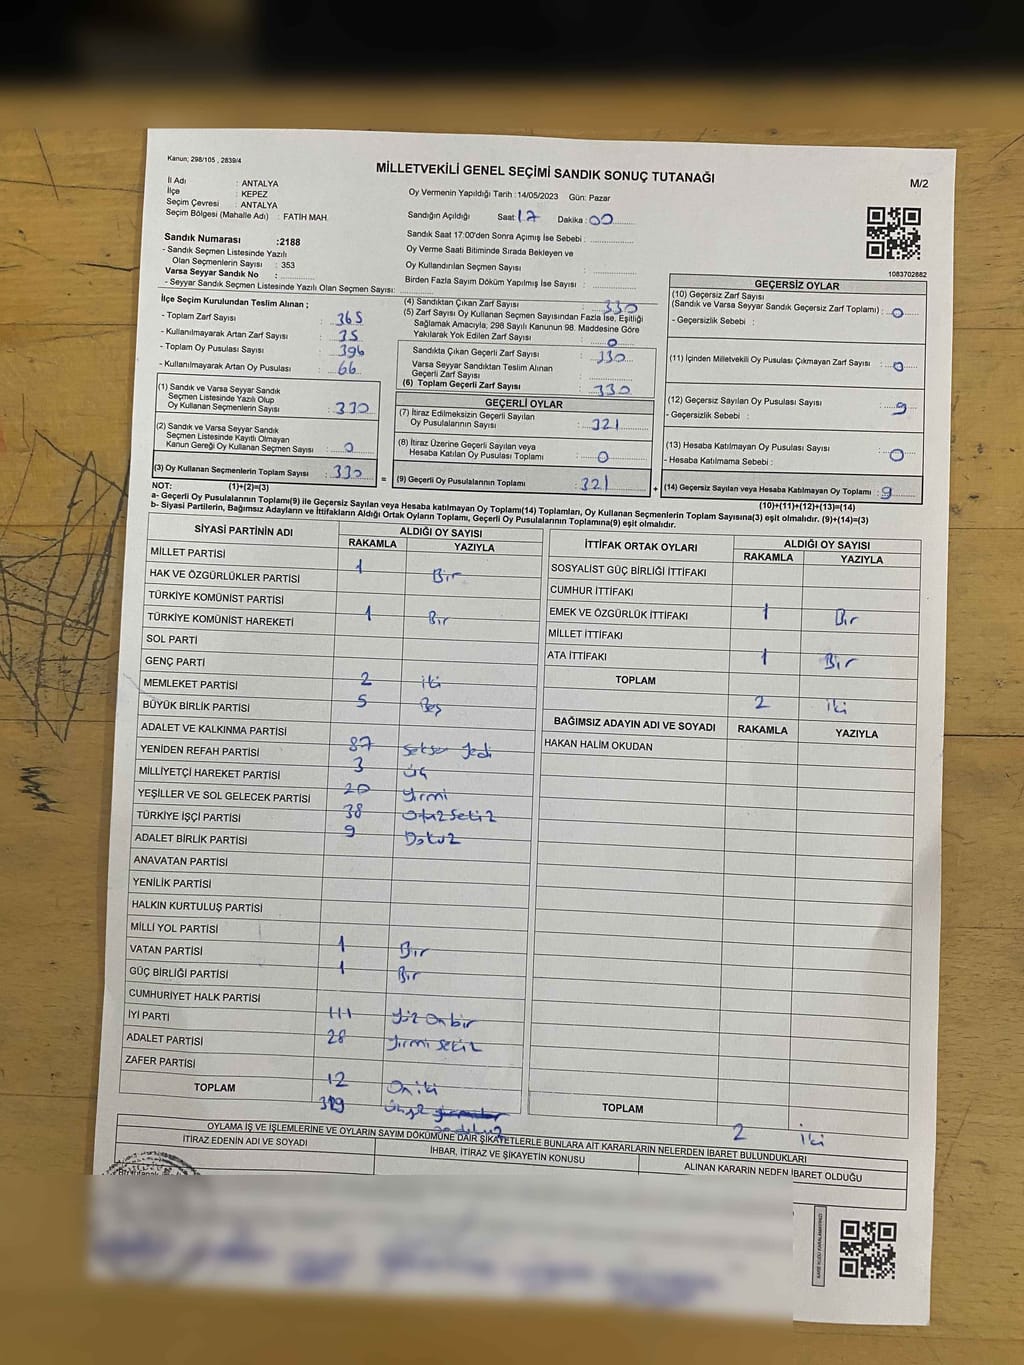 Kanun; 298/105 , 2839/4
MİLLETVEKİLİ GENEL SEÇİMİ SANDIK SONUÇ TUTANAĞI
M/2
İl Adı : ANTALYA
İlçe : KEPEZ
Seçim Çevresi : ANTALYA
Seçim Bölgesi (Mahalle Adı) : FATİH MAH.
Sandık Numarası :2188
- Sandık Seçmen Listesinde Yazılı
Olan Seçmenlerin Sayısı : 353
Varsa Seyyar Sandık No :
- Seyyar Sandık Seçmen Listesinde Yazılı Olan Seçmen Sayısı:
Oy Vermenin Yapıldığı Tarih :14/05/2023 Gün: Pazar
Sandığın Açıldığı Saat:17 Dakika :00
Sandık Saat 17:00'den Sonra Açımış İse Sebebi :
Oy Verme Saati Bitiminde Sırada Bekleyen ve
Oy Kullandırılan Seçmen Sayısı :
Birden Fazla Sayım Döküm Yapılmış İse Sayısı :
1083702882
İlçe Seçim Kurulundan Teslim Alınan ;
- Toplam Zarf Sayısı : 365
- Kullanılmayarak Artan Zarf Sayısı : 35
- Toplam Oy Pusulası Sayısı : 396
- Kullanılmayarak Artan Oy Pusulası : 66
(1) Sandık ve Varsa Seyyar Sandık
Seçmen Listesinde Yazılı Olup
Oy Kullanan Seçmenlerin Sayısı : 330
(2) Sandık ve Varsa Seyyar Sandık
Seçmen Listesinde Kayıtlı Olmayan
Kanun Gereği Oy Kullanan Seçmen Sayısı : 0
(3) Oy Kullanan Seçmenlerin Toplam Sayısı : 330
(4) Sandıktan Çıkan Zarf Sayısı : 330
(5) Zarf Sayısı Oy Kullanan Seçmen Sayısından Fazla İse, Eşitliği
Sağlamak Amacıyla; 298 Sayılı Kanunun 98. Maddesine Göre
Yakılarak Yok Edilen Zarf Sayısı : 0
Sandıkta Çıkan Geçerli Zarf Sayısı : 330
Varsa Seyyar Sandıktan Teslim Alınan
Geçerli Zarf Sayısı :
(6) Toplam Geçerli Zarf Sayısı : 330
GEÇERLİ OYLAR
(7) İtiraz Edilmeksizin Geçerli Sayılan
Oy Pusulalarının Sayısı : 321
(8) İtiraz Üzerine Geçerli Sayılan veya
Hesaba Katılan Oy Pusulası Toplamı : 0
= (9) Geçerli Oy Pusulalarının Toplamı : 321
GEÇERSİZ OYLAR
(10) Geçersiz Zarf Sayısı
(Sandık ve Varsa Seyyar Sandık Geçersiz Zarf Toplamı) : 0
- Geçersizlik Sebebi :
(11) İçinden Milletvekili Oy Pusulası Çıkmayan Zarf Sayısı : 0
(12) Geçersiz Sayılan Oy Pusulası Sayısı : 9
- Geçersizlik Sebebi :
(13) Hesaba Katılmayan Oy Pusulası Sayısı : 0
- Hesaba Katılmama Sebebi :
+ (14) Geçersiz Sayılan veya Hesaba Katılmayan Oy Toplamı : 9
NOT: (1)+(2)=(3) (10)+(11)+(12)+(13)=(14)
a- Geçerli Oy Pusulalarının Toplamı(9) ile Geçersiz Sayılan veya Hesaba katılmayan Oy Toplamı(14) Toplamları, Oy Kullanan Seçmenlerin Toplam Sayısına(3) eşit olmalıdır. (9)+(14)=(3)
b- Siyasi Partilerin, Bağımsız Adayların ve İttifakların Aldığı Ortak Oyların Toplamı, Geçerli Oy Pusulalarının Toplamına(9) eşit olmalıdır.
SİYASİ PARTİNİN ADI ALDIĞI OY SAYISI
RAKAMLA YAZIYLA
MİLLET PARTİSİ 1 Bir
HAK VE ÖZGÜRLÜKLER PARTİSİ
TÜRKİYE KOMÜNİST PARTİSİ 1 Bir
TÜRKİYE KOMÜNİST HAREKETİ
SOL PARTİ
GENÇ PARTİ 2 iki
MEMLEKET PARTİSİ 5 Beş
BÜYÜK BİRLİK PARTİSİ
ADALET VE KALKINMA PARTİSİ 87 seksen yedi
YENİDEN REFAH PARTİSİ 3 üç
MİLLİYETÇİ HAREKET PARTİSİ 20 yirmi
YEŞİLLER VE SOL GELECEK PARTİSİ 38 otuz sekiz
TÜRKİYE İŞÇİ PARTİSİ 9 Dokuz
ADALET BİRLİK PARTİSİ
ANAVATAN PARTİSİ
YENİLİK PARTİSİ
HALKIN KURTULUŞ PARTİSİ
MİLLİ YOL PARTİSİ 1 Bir
VATAN PARTİSİ 1 Bir
GÜÇ BİRLİĞİ PARTİSİ
CUMHURİYET HALK PARTİSİ 111 yüz on bir
İYİ PARTİ 28 yirmi sekiz
ADALET PARTİSİ
ZAFER PARTİSİ 12 On iki
TOPLAM 319
İTTİFAK ORTAK OYLARI ALDIĞI OY SAYISI
RAKAMLA YAZIYLA
SOSYALİST GÜÇ BİRLİĞİ İTTİFAKI
CUMHUR İTTİFAKI 1 Bir
EMEK VE ÖZGÜRLÜK İTTİFAKI
MİLLET İTTİFAKI 1 Bir
ATA İTTİFAKI
TOPLAM 2 iki
BAĞIMSIZ ADAYIN ADI VE SOYADI RAKAMLA YAZIYLA
HAKAN HALİM OKUDAN
TOPLAM 2 iki
OYLAMA İŞ VE İŞLEMLERİNE VE OYLARIN SAYIM DÖKÜMÜNE DAİR ŞİKAYETLERLE BUNLARA AİT KARARLARIN NELERDEN İBARET BULUNDUKLARI
İTİRAZ EDENİN ADI VE SOYADI
İHBAR, İTİRAZ VE ŞİKAYETİN KONUSU
ALINAN KARARIN NEDEN İBARET OLDUĞU